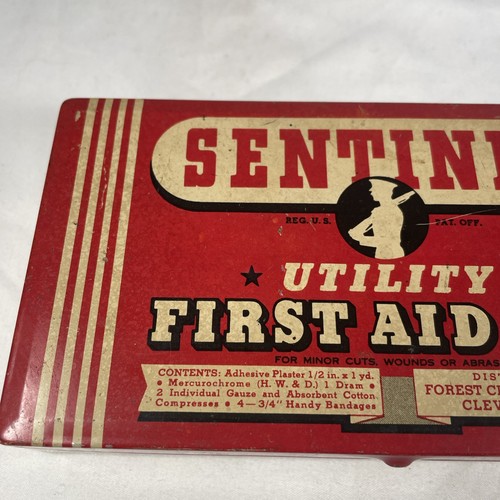 SENTIN
REG. U. S. PAT. OFF.
UTILITY
FIRST AID
FOR MINOR CUTS, WOUNDS OR ABRAS
CONTENTS: Adhesive Plaster 1/2 in. x 1 yd.
• Mercurochrome (H. W. & D.) 1 Dram •
2 Individual Gauze and Absorbent Cotton
Compresses • 4—3/4" Handy Bandages
DIS
FOREST C
CLEV